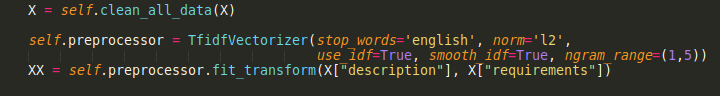 X = self.clean_all_data(X)
self.preprocessor = TfidfVectorizer(stop_words='english', norm='l2',
use_idf=True, smooth_idf=True, ngram_range=(1,5))
XX = self.preprocessor.fit_transform(X["description"], X["requirements"])